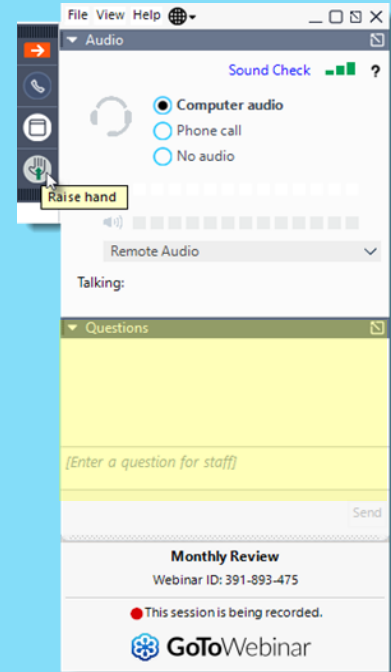 File View Help
Audio
Sound Check ?
Computer audio
Phone call
No audio
Raise hand
Remote Audio
Talking:
Questions
[Enter a question for staff]
Send
Monthly Review
Webinar ID: 391-893-475
This session is being recorded.
GoToWebinar